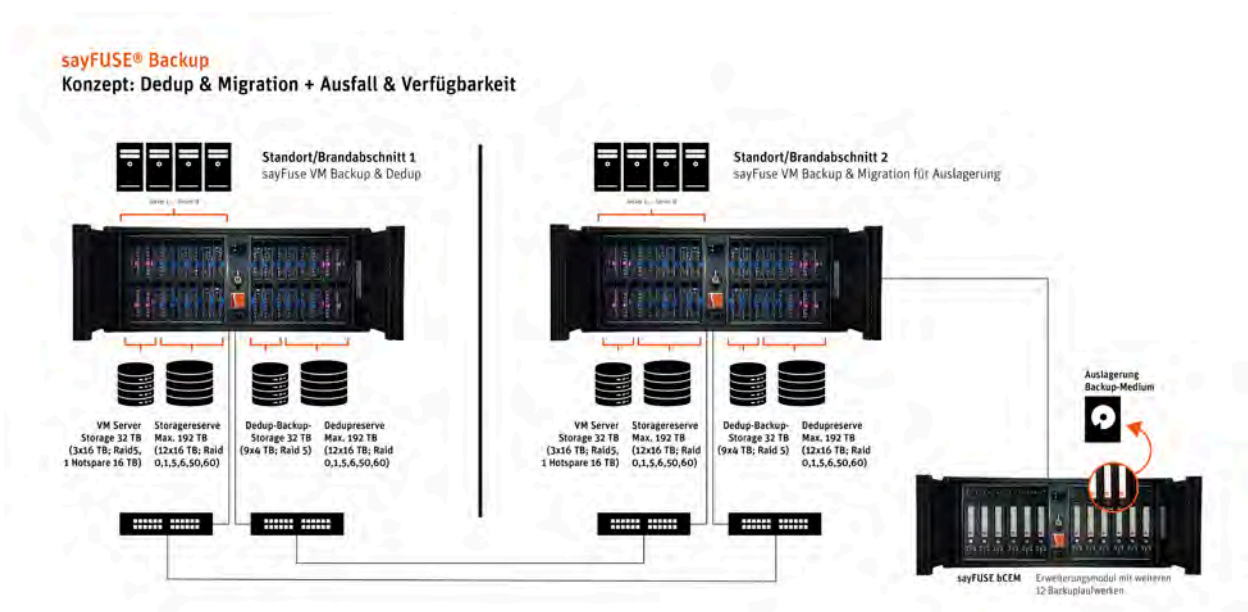 sayFUSE® Backup
Konzept: Dedup & Migration + Ausfall & Verfügbarkeit
Standort/Brandabschnitt 1
sayFuse VM Backup & Dedup
VM Server
Storage 32 TB
(3x16 TB; Raid5,
1 Hotspare 16 TB)
Storagereserve
Max. 192 TB
(12x16 TB; Raid
0,1,5,6,50,60)
Dedup-Backup-
Storage 32 TB
(9x4 TB; Raid 5)
Dedupreserve
Max. 192 TB
(12x16 TB; Raid
0,1,5,6,50,60)
Standort/Brandabschnitt 2
sayFuse VM Backup & Migration für Auslagerung
VM Server
Storage 32 TB
(3x16 TB; Raid5,
1 Hotspare 16 TB)
Storagereserve
Max. 192 TB
(12x16 TB; Raid
0,1,5,6,50,60)
Dedup-Backup-
Storage 32 TB
(9x4 TB; Raid 5)
Dedupreserve
Max. 192 TB
(12x16 TB; Raid
0,1,5,6,50,60)
Auslagerung
Backup-Medium
sayFUSE bCEM
Erweiterungsmodul mit weiteren
12 Backuplaufwerken